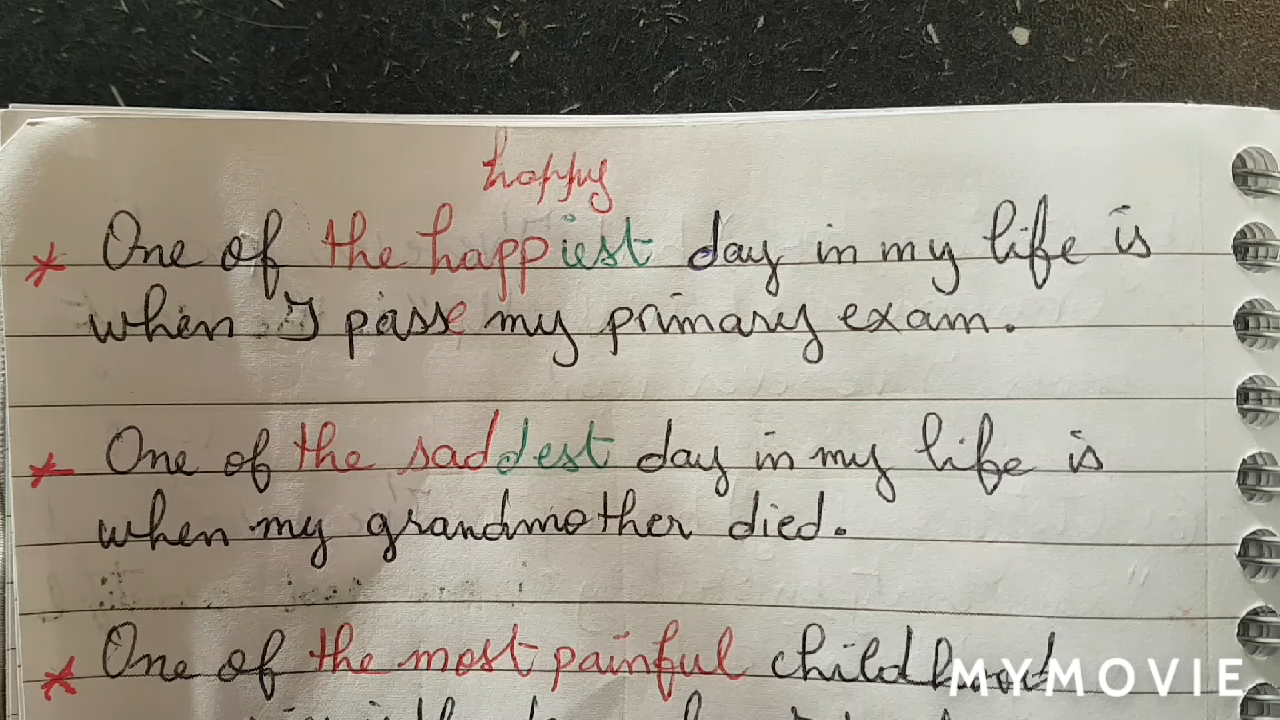 happy
* One of the happiest day in my life is
when I passe my primary exam.
* One of the saddest day in my life is
when my grandmother died.
* One of the most painful childhood
MYMOVIE